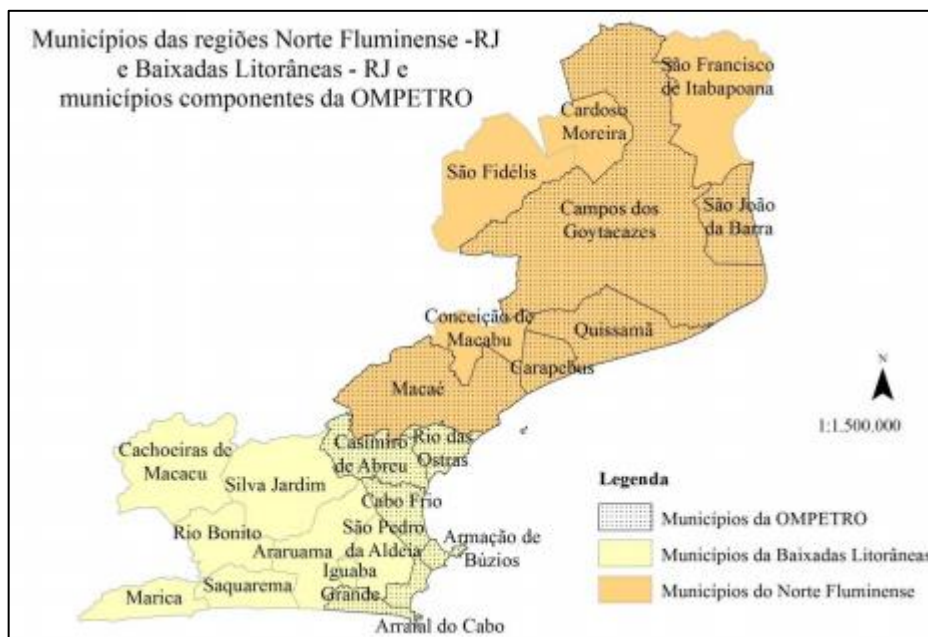 Municípios das regiões Norte Fluminense -RJ
e Baixadas Litorâneas - RJ e
municípios componentes da OMPETRO
São Francisco
de Itabapoana
Cardoso
Moreira
São Fidélis
São João
da Barra
Campos dos
Goytacazes
Conceição de
Macabu
Quissamã
Carapebus
Macaé
N
1:1.500.000
Cachoeiras de
Macacu
Casimiro
de Abreu
Rio das
Ostras
Silva Jardim
Cabo Frio
Rio Bonito
São Pedro
da Aldeia
Armação de
Búzios
Araruama
Iguaba
Grande
Saquarema
Marica
Arraial do Cabo
Legenda
Municípios da OMPETRO
Municípios da Baixadas Litorâneas
Municípios do Norte Fluminense